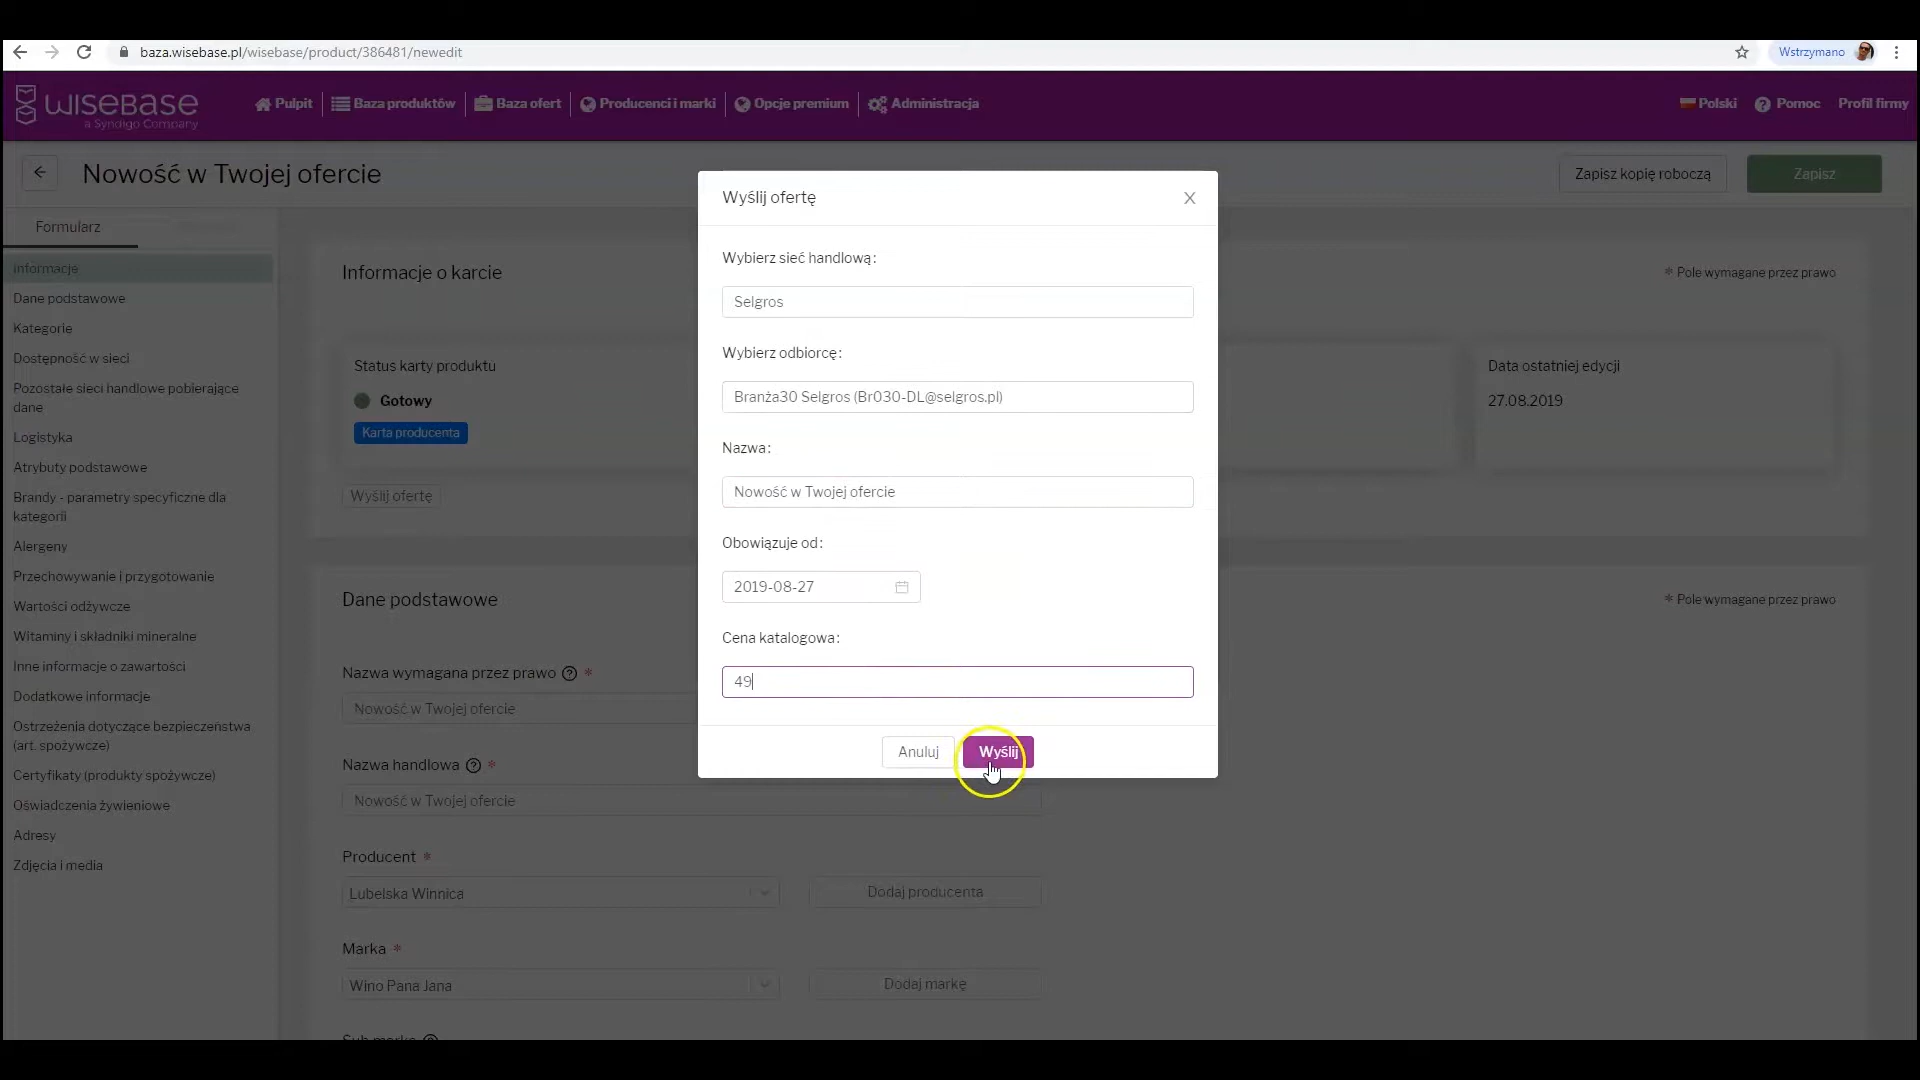 baza.wisebase.pl/wisebase/product/386481/newedit
Wstrzymano
WISEBASE
a Syndigo Company
Pulpit
Baza produktów
Baza ofert
Producenci i marki
Opcje premium
Administracja
Polski
Pomoc
Profil firmy
Nowość w Twojej ofercie
Zapisz kopię roboczą
Zapisz
Formularz
Informacje
Dane podstawowe
Kategorie
Dostępność w sieci
Pozostałe sieci handlowe pobierające
dane
Logistyka
Atrybuty podstawowe
Brandy - parametry specyficzne dla
kategorii
Alergeny
Przechowywanie i przygotowanie
Wartości odżywcze
Witaminy i składniki mineralne
Inne informacje o zawartości
Dodatkowe informacje
Ostrzeżenia dotyczące bezpieczeństwa
(art. spożywcze)
Certyfikaty (produkty spożywcze)
Oświadczenia żywieniowe
Adresy
Zdjęcia i media
Informacje o karcie
* Pole wymagane przez prawo
Status karty produktu
Gotowy
Karta producenta
Data ostatniej edycji
27.08.2019
Wyślij ofertę
Dane podstawowe
* Pole wymagane przez prawo
Nazwa wymagana przez prawo ? *
Nowość w Twojej ofercie
Nazwa handlowa ? *
Nowość w Twojej ofercie
Producent *
Lubelska Winnica
Dodaj producenta
Marka *
Wino Pana Jana
Dodaj markę
Sub marka ?
Wyślij ofertę
X
Wybierz sieć handlową:
Selgros
Wybierz odbiorcę:
Branża30 Selgros (Br030-DL@selgros.pl)
Nazwa:
Nowość w Twojej ofercie
Obowiązuje od:
2019-08-27
Cena katalogowa:
49
Anuluj
Wyślij